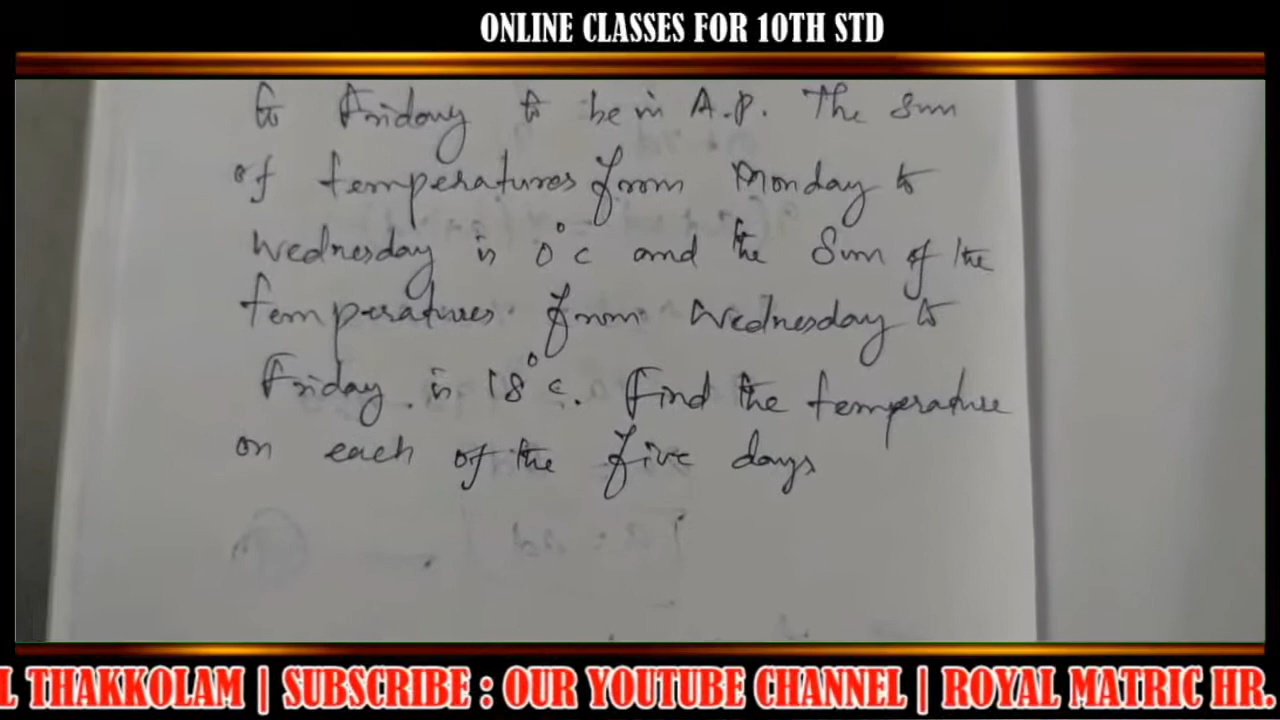 ONLINE CLASSES FOR 10TH STD
to Friday to be in A.P. The Sum
of temperatures from Monday to
Wednesday is 0°c and the Sum of the
temperatures from Wednesday to
Friday is 18°c. Find the temperature
on each of the five days
L THAKKOLAM | SUBSCRIBE : OUR YOUTUBE CHANNEL | ROYAL MATRIC HR.